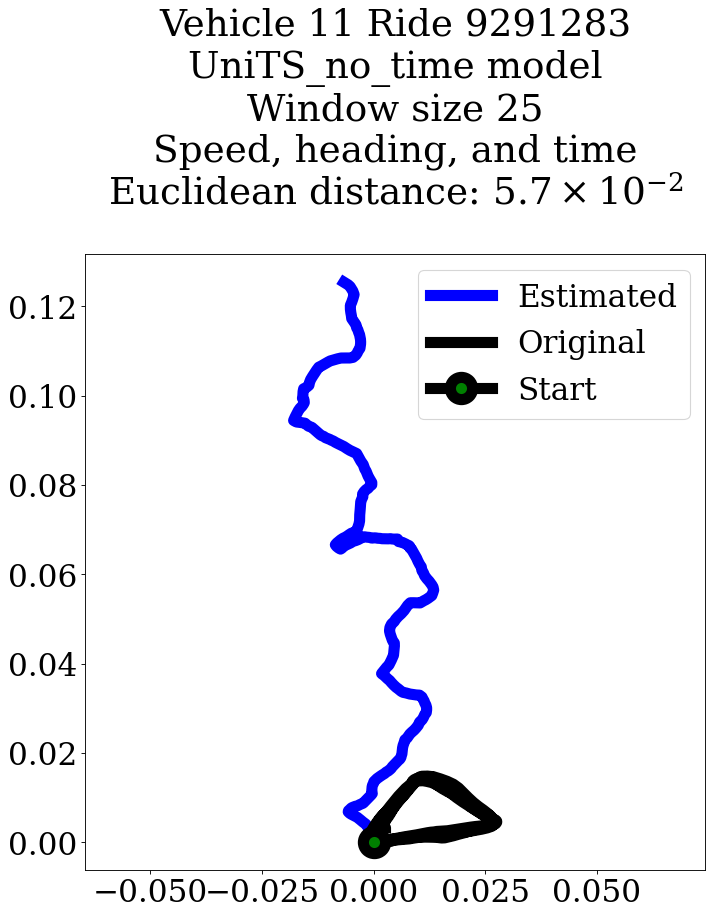 Vehicle 11 Ride 9291283
UniTS_no_time model
Window size 25
Speed, heading, and time
Euclidean distance: 5.7 × 10⁻²
Estimated
Original
Start
0.12
0.10
0.08
0.06
0.04
0.02
0.00
−0.050 −0.025 0.000 0.025 0.050